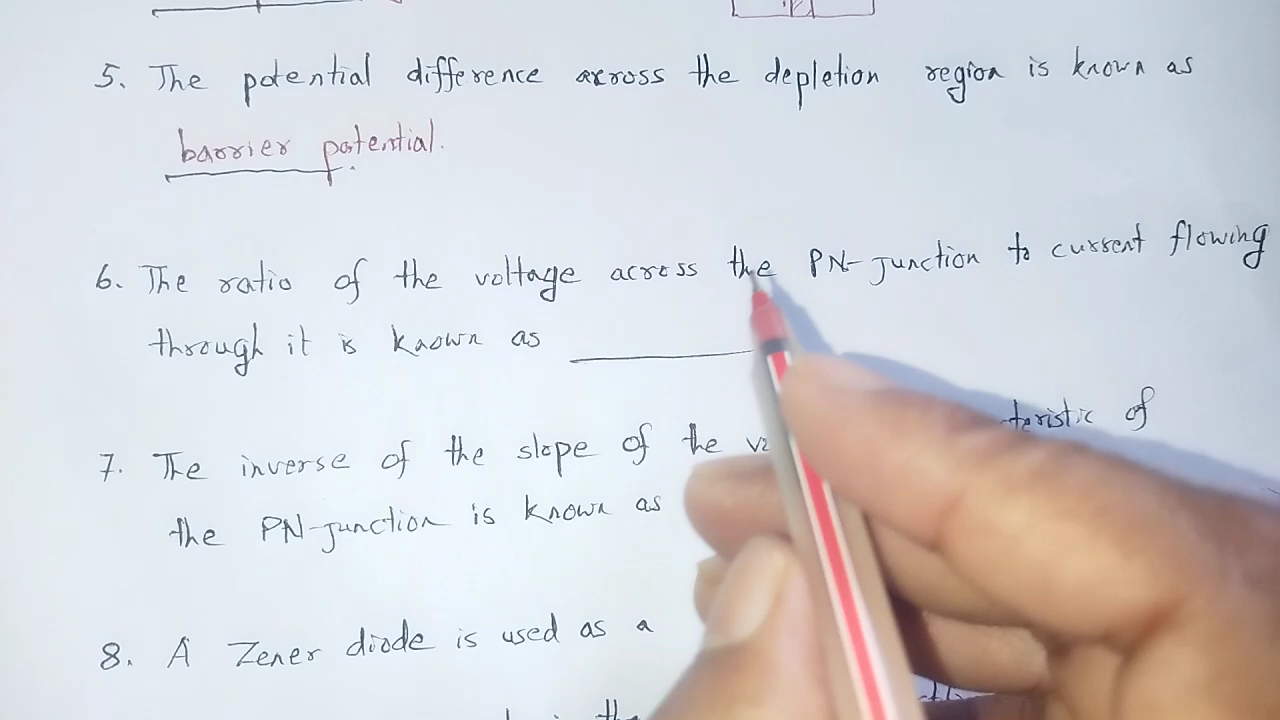 5. The potential difference across the depletion region is known as
barrier potential.
6. The ratio of the voltage across the PN-junction to current flowing
through it is known as
7. The inverse of the slope of the teristic of
the PN-junction is known as
8. A Zener diode is used as a